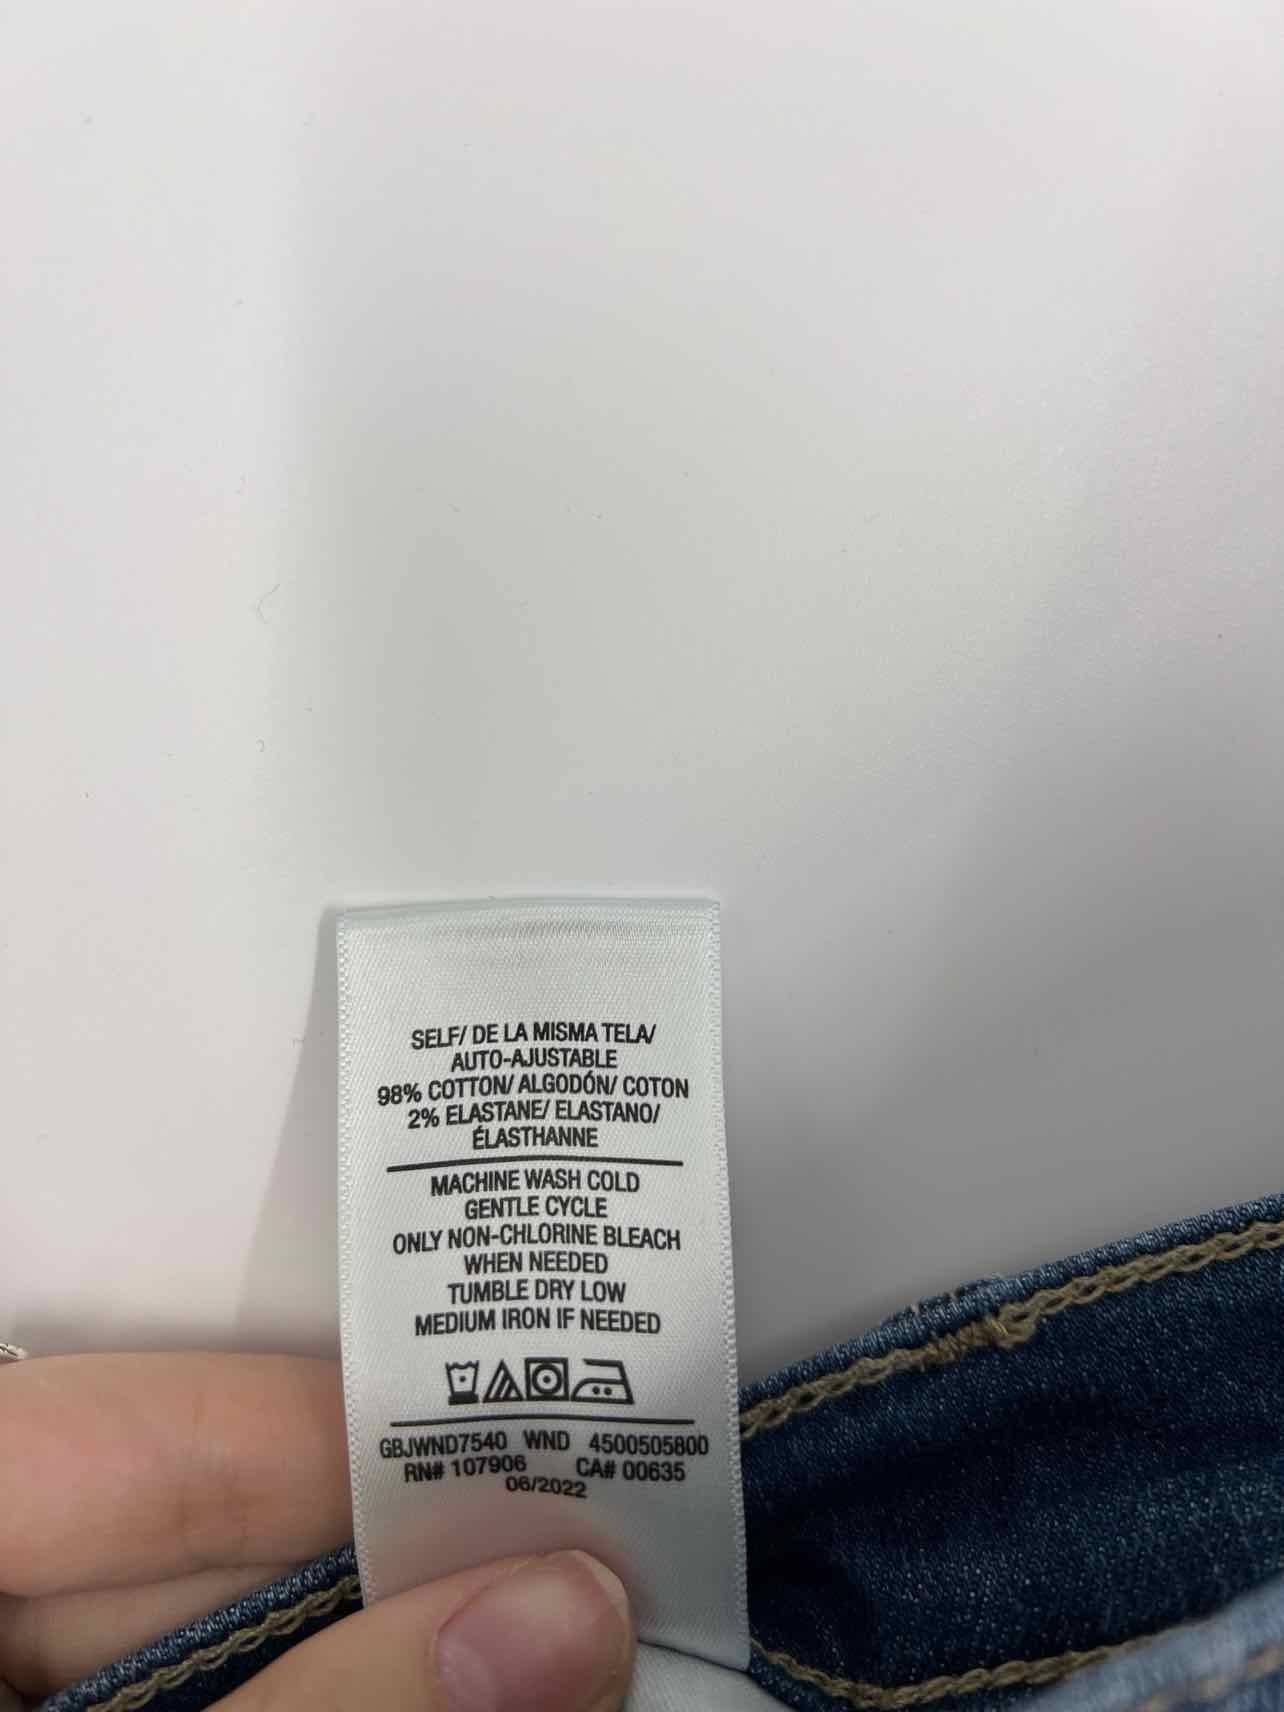 SELF/ DE LA MISMA TELA/
AUTO-AJUSTABLE
98% COTTON/ ALGODÓN/ COTON
2% ELASTANE/ ELASTANO/
ÉLASTHANNE
MACHINE WASH COLD
GENTLE CYCLE
ONLY NON-CHLORINE BLEACH
WHEN NEEDED
TUMBLE DRY LOW
MEDIUM IRON IF NEEDED
GBJWND7540 WND 4500505800
RN# 107906 CA# 00635
06/2022